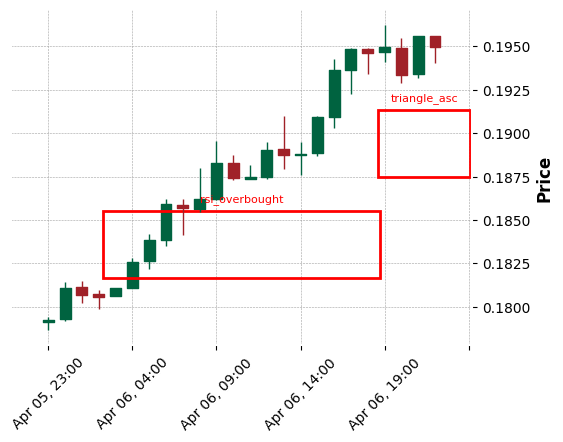 0.1950
triangle_asc
0.1925
0.1900
Price
0.1875
rsi_overbought
0.1850
0.1825
0.1800
Apr 05, 23:00
Apr 06, 04:00
Apr 06, 09:00
Apr 06, 14:00
Apr 06, 19:00